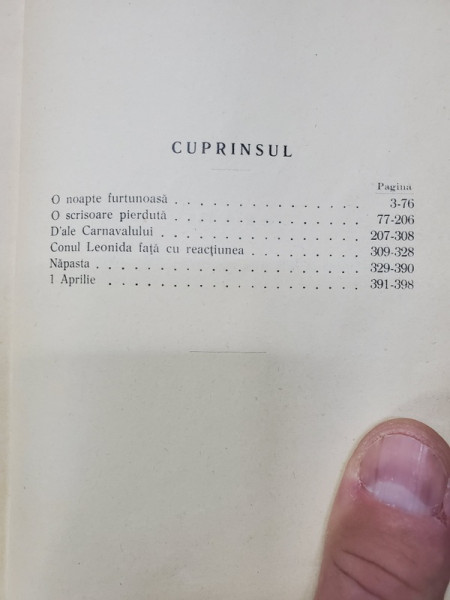 CUPRINSUL
Pagina
O noapte furtunoasă . . . . . . . . . . . . . . 3-76
O scrisoare pierdută . . . . . . . . . . . . . . 77-206
D'ale Carnavalului . . . . . . . . . . . . . . . 207-308
Conul Leonida față cu reacțiunea . . . . . . . . 309-328
Năpasta . . . . . . . . . . . . . . . . . . . 329-390
1 Aprilie . . . . . . . . . . . . . . . . . . 391-398